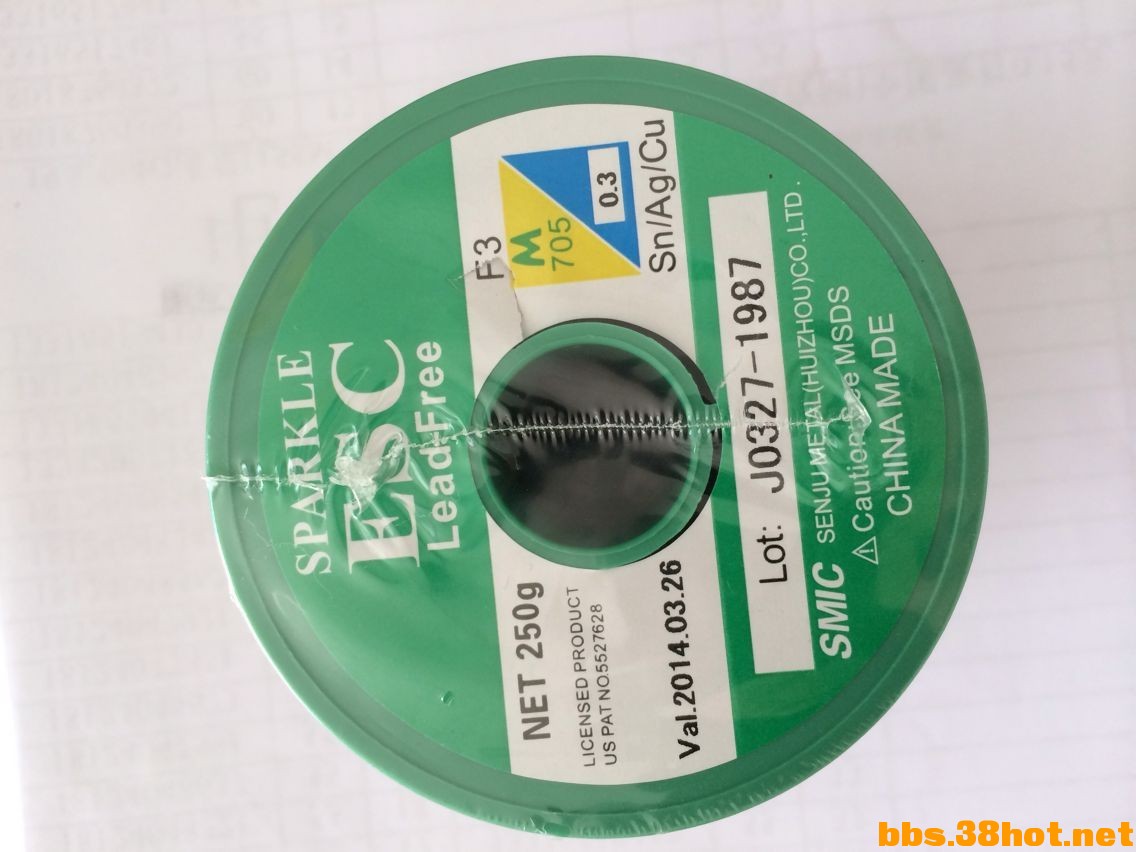 SPARKLE
ESC
Lead-Free
F3
M
705
0.3
Sn/Ag/Cu
NET 250g
LICENSED PRODUCT
US PAT NO.5527628
Val.2014.03.26
Lot: J0327-1987
SMIC SENJU METAL(HUIZHOU)CO.,LTD.
⚠ Caution See MSDS
CHINA MADE
bbs.38hot.net